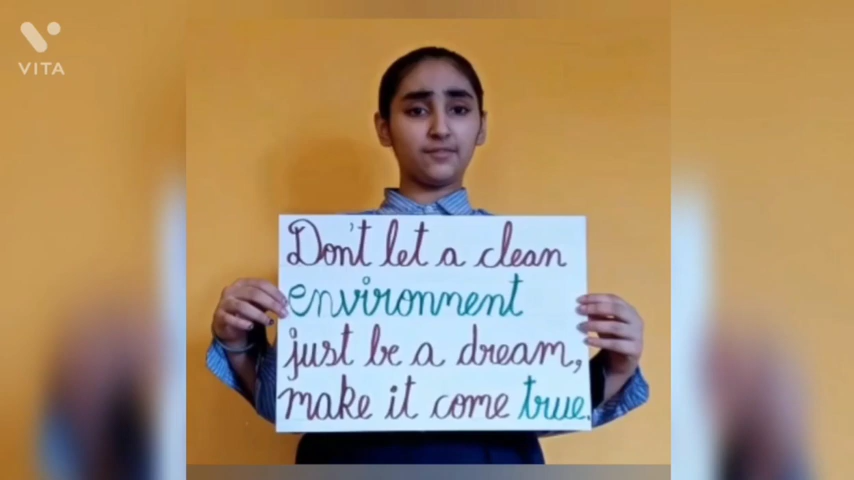 VITA
Don't let a clean
environment
just be a dream,
make it come true.